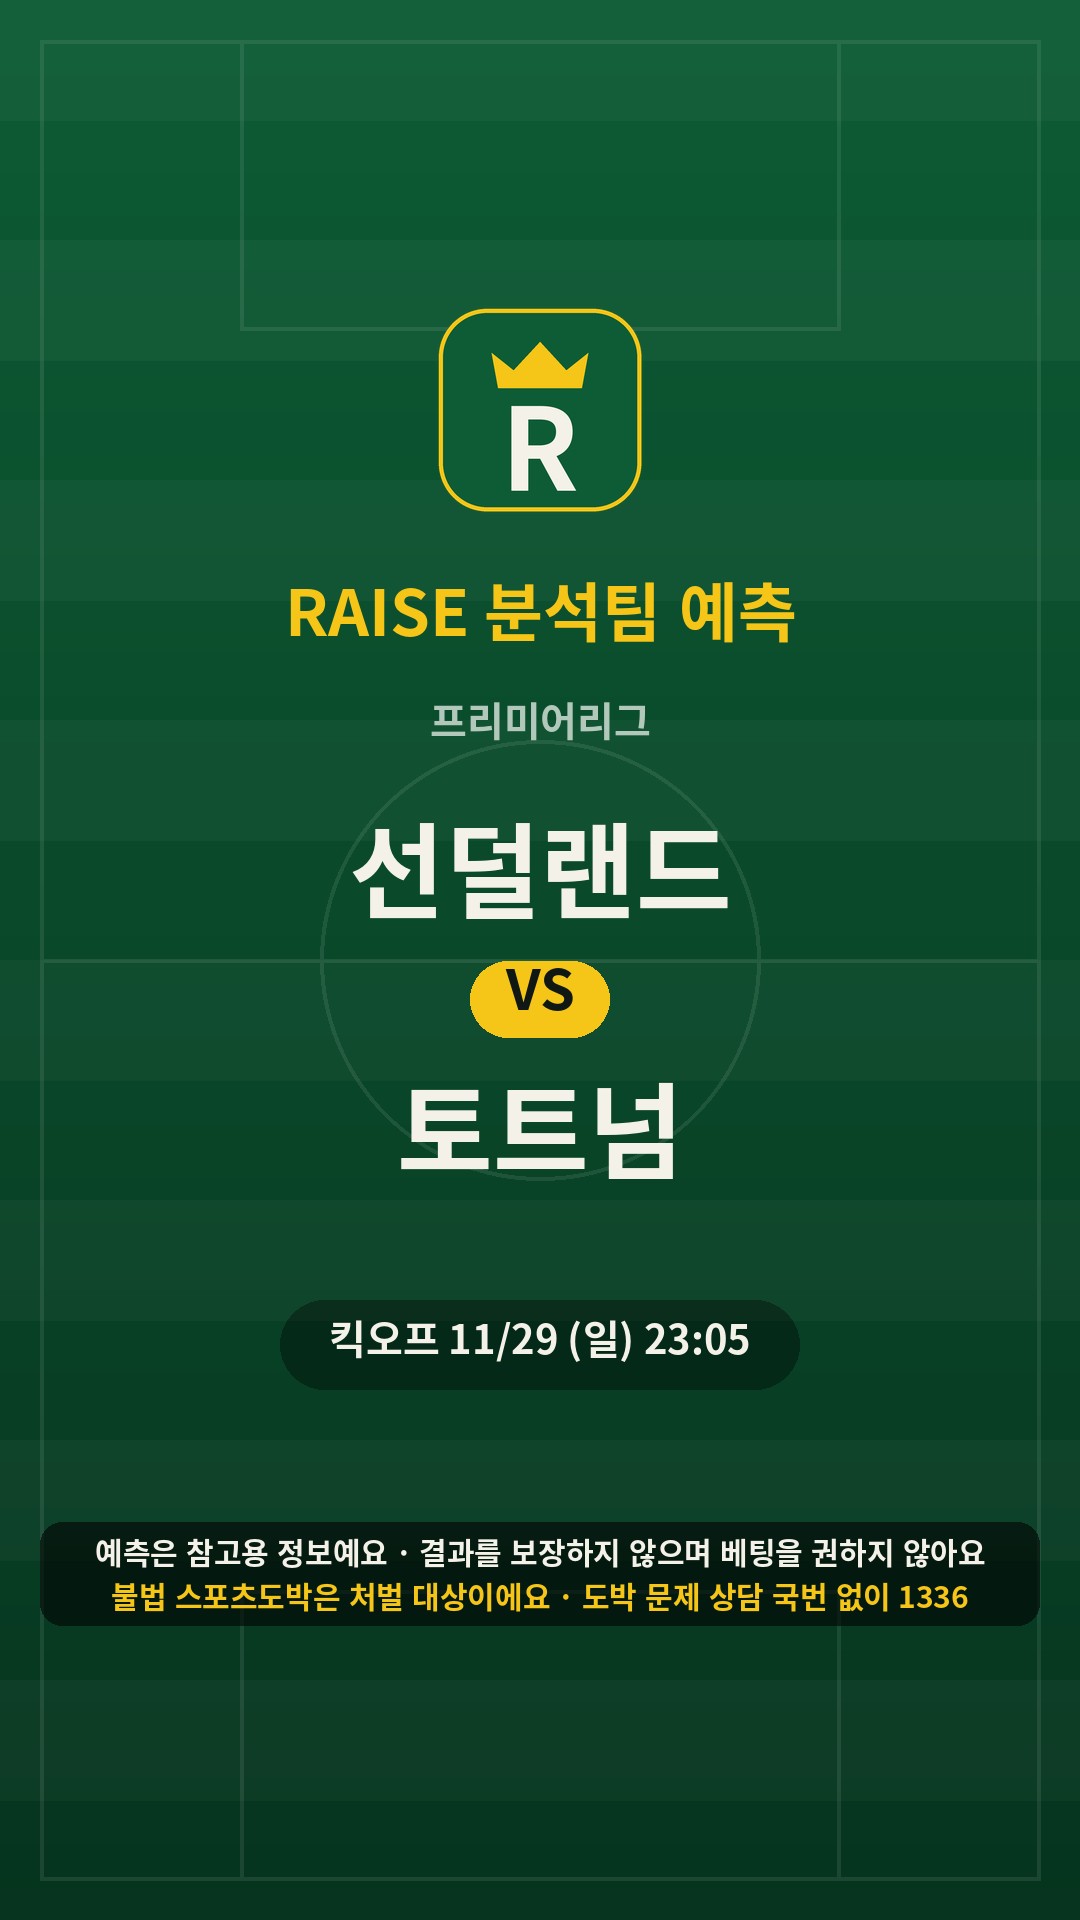 R
RAISE 분석팀 예측
프리미어리그
선덜랜드
VS
토트넘
킥오프 11/29 (일) 23:05
예측은 참고용 정보예요 · 결과를 보장하지 않으며 베팅을 권하지 않아요
불법 스포츠도박은 처벌 대상이에요 · 도박 문제 상담 국번 없이 1336